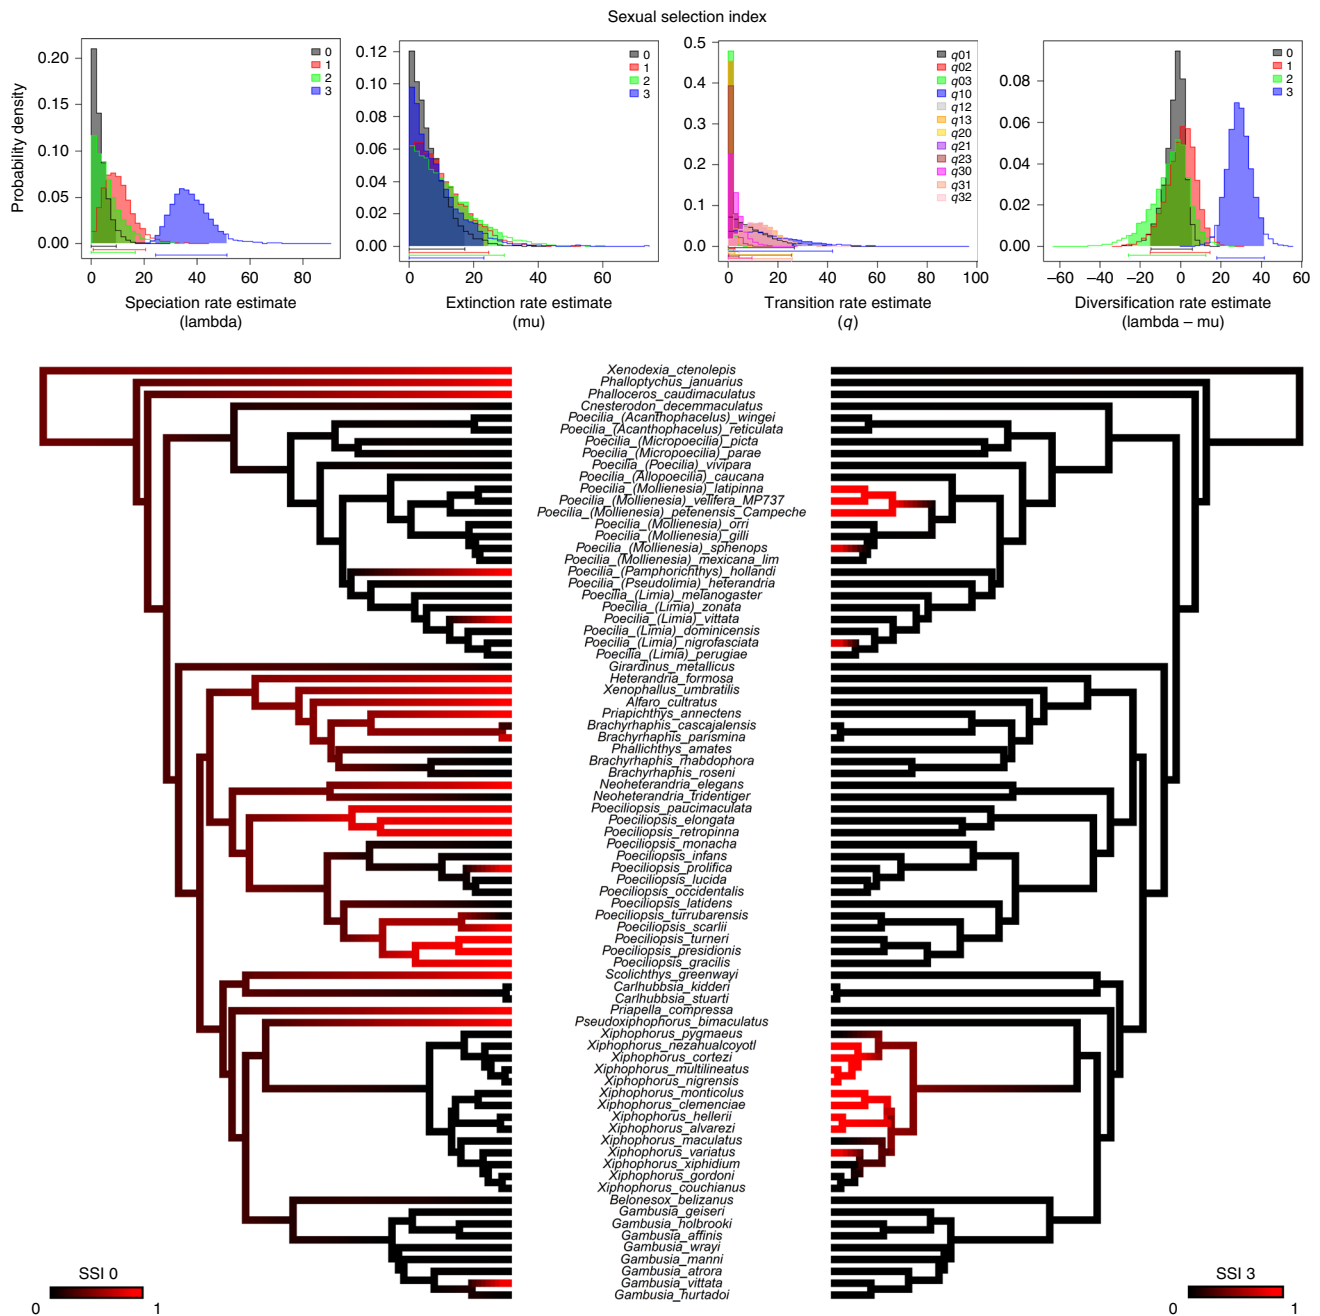 Sexual selection index
Probability density
0.20
0.15
0.10
0.05
0.00
0 20 40 60 80
0
1
2
3
Speciation rate estimate
(lambda)
0.12
0.10
0.08
0.06
0.04
0.02
0.00
0 20 40 60
0
1
2
3
Extinction rate estimate
(mu)
0.5
0.4
0.3
0.2
0.1
0.0
0 20 40 60 80 100
q01
q02
q03
q10
q12
q13
q20
q21
q23
q30
q31
q32
Transition rate estimate
(q)
0.08
0.06
0.04
0.02
0.00
−60 −40 −20 0 20 40 60
0
1
2
3
Diversification rate estimate
(lambda – mu)
Xenodexia_ctenolepis
Phalloptychus_januarius
Phalloceros_caudimaculatus
Cnesterodon_decemmaculatus
Poecilia_(Acanthophacelus)_wingei
Poecilia_(Acanthophacelus)_reticulata
Poecilia_(Micropoecilia)_picta
Poecilia_(Micropoecilia)_parae
Poecilia_(Poecilia)_vivipara
Poecilia_(Allopoecilia)_caucana
Poecilia_(Mollienesia)_latipinna
Poecilia_(Mollienesia)_velifera_MP737
Poecilia_(Mollienesia)_petenensis_Campeche
Poecilia_(Mollienesia)_orri
Poecilia_(Mollienesia)_gilli
Poecilia_(Mollienesia)_sphenops
Poecilia_(Mollienesia)_mexicana_lim
Poecilia_(Pamphorichthys)_hollandi
Poecilia_(Pseudolimia)_heterandria
Poecilia_(Limia)_melanogaster
Poecilia_(Limia)_zonata
Poecilia_(Limia)_vittata
Poecilia_(Limia)_dominicensis
Poecilia_(Limia)_nigrofasciata
Poecilia_(Limia)_perugiae
Girardinus_metallicus
Heterandria_formosa
Xenophallus_umbratilis
Alfaro_cultratus
Priapichthys_annectens
Brachyrhaphis_cascajalensis
Brachyrhaphis_parismina
Phallichthys_amates
Brachyrhaphis_rhabdophora
Brachyrhaphis_roseni
Neoheterandria_elegans
Neoheterandria_tridentiger
Poeciliopsis_paucimaculata
Poeciliopsis_elongata
Poeciliopsis_retropinna
Poeciliopsis_monacha
Poeciliopsis_infans
Poeciliopsis_prolifica
Poeciliopsis_lucida
Poeciliopsis_occidentalis
Poeciliopsis_latidens
Poeciliopsis_turrubarensis
Poeciliopsis_scarlii
Poeciliopsis_turneri
Poeciliopsis_presidionis
Poeciliopsis_gracilis
Scolichthys_greenwayi
Carlhubbsia_kidderi
Carlhubbsia_stuarti
Priapella_compressa
Pseudoxiphophorus_bimaculatus
Xiphophorus_pygmaeus
Xiphophorus_nezahualcoyotl
Xiphophorus_cortezi
Xiphophorus_multilineatus
Xiphophorus_nigrensis
Xiphophorus_monticolus
Xiphophorus_clemenciae
Xiphophorus_hellerii
Xiphophorus_alvarezi
Xiphophorus_maculatus
Xiphophorus_variatus
Xiphophorus_xiphidium
Xiphophorus_gordoni
Xiphophorus_couchianus
Belonesox_belizanus
Gambusia_geiseri
Gambusia_holbrooki
Gambusia_affinis
Gambusia_wrayi
Gambusia_manni
Gambusia_atrora
Gambusia_vittata
Gambusia_hurtadoi
SSI 0
0 1
SSI 3
0 1